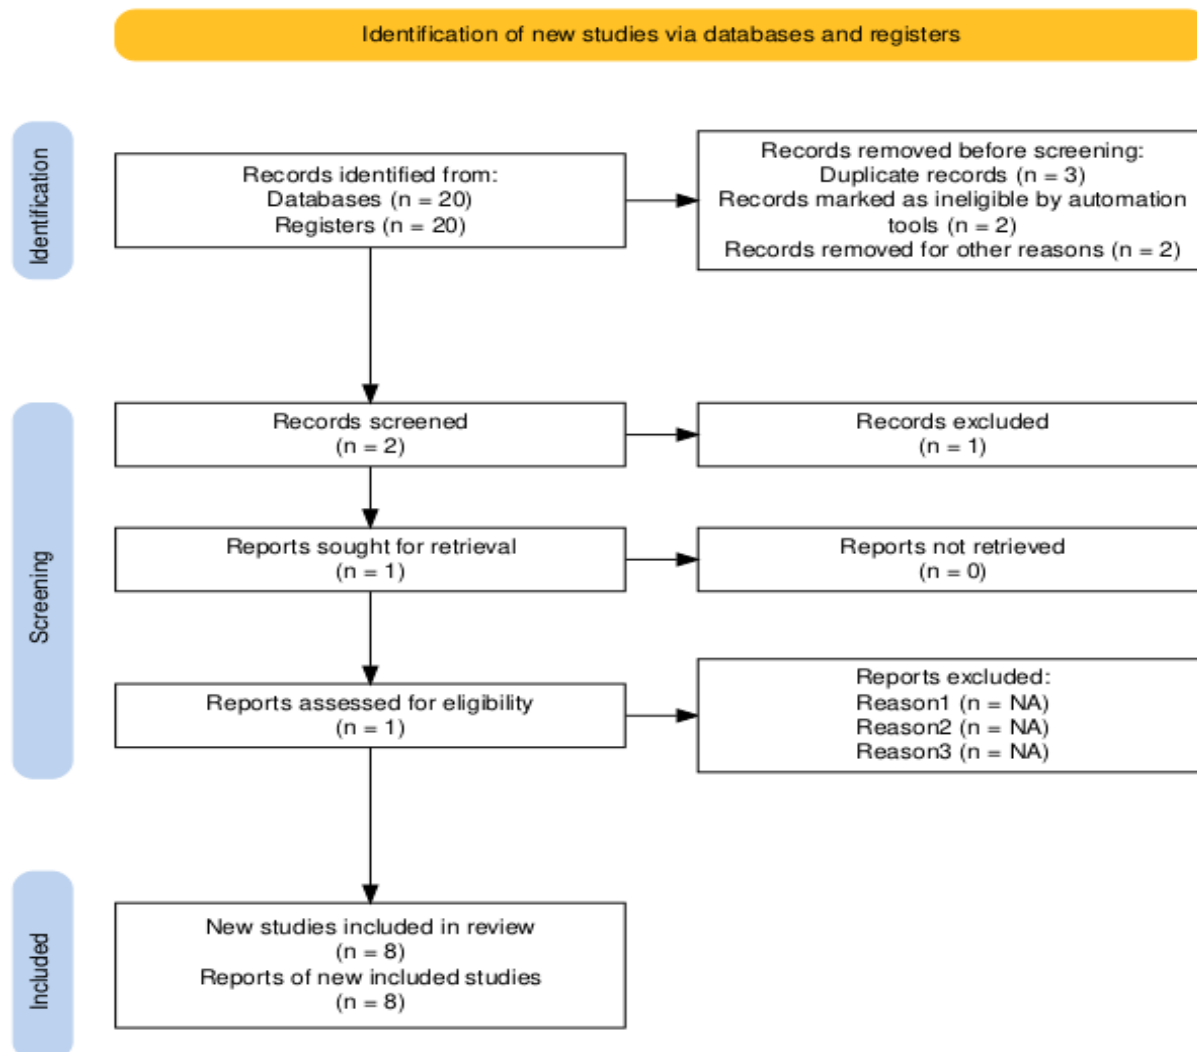 Identification of new studies via databases and registers
Identification
Records identified from:
Databases (n = 20)
Registers (n = 20)
Records removed before screening:
Duplicate records (n = 3)
Records marked as ineligible by automation
tools (n = 2)
Records removed for other reasons (n = 2)
Screening
Records screened
(n = 2)
Records excluded
(n = 1)
Reports sought for retrieval
(n = 1)
Reports not retrieved
(n = 0)
Reports assessed for eligibility
(n = 1)
Reports excluded:
Reason1 (n = NA)
Reason2 (n = NA)
Reason3 (n = NA)
Included
New studies included in review
(n = 8)
Reports of new included studies
(n = 8)